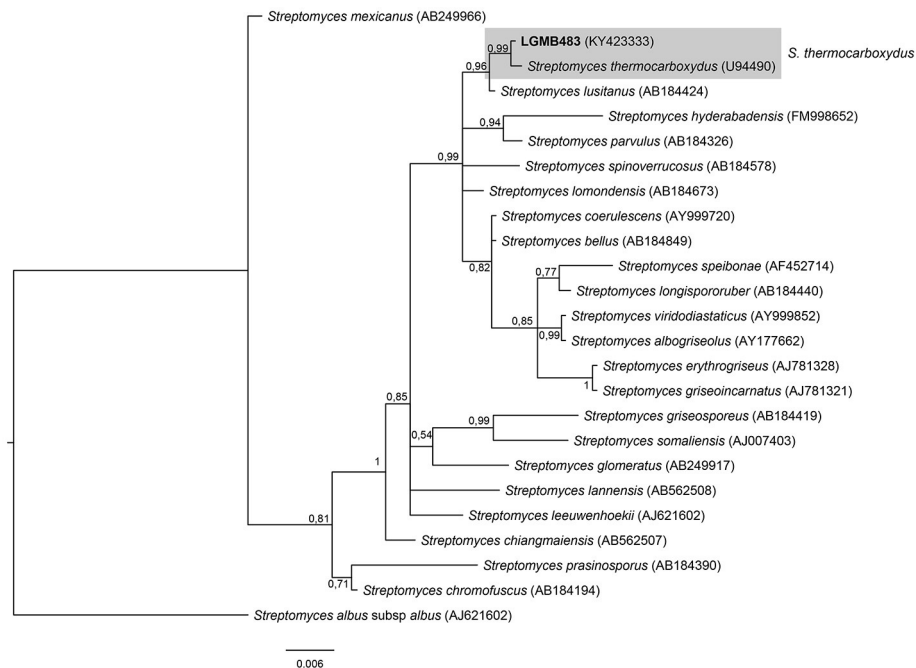 Streptomyces mexicanus (AB249966)
LGMB483 (KY423333)
0,99
S. thermocarboxydus
Streptomyces thermocarboxydus (U94490)
0,96
Streptomyces lusitanus (AB184424)
Streptomyces hyderabadensis (FM998652)
0,94
Streptomyces parvulus (AB184326)
0,99
Streptomyces spinoverrucosus (AB184578)
Streptomyces lomondensis (AB184673)
Streptomyces coerulescens (AY999720)
Streptomyces bellus (AB184849)
0,82
Streptomyces speibonae (AF452714)
0,77
Streptomyces longispororuber (AB184440)
Streptomyces viridodiastaticus (AY999852)
0,85
0,99
Streptomyces albogriseolus (AY177662)
Streptomyces erythrogriseus (AJ781328)
1
Streptomyces griseoincarnatus (AJ781321)
0,85
Streptomyces griseosporeus (AB184419)
0,99
0,54
Streptomyces somaliensis (AJ007403)
1
Streptomyces glomeratus (AB249917)
Streptomyces lannensis (AB562508)
Streptomyces leeuwenhoekii (AJ621602)
0,81
Streptomyces chiangmaiensis (AB562507)
Streptomyces prasinosporus (AB184390)
0,71
Streptomyces chromofuscus (AB184194)
Streptomyces albus subsp albus (AJ621602)
0.006